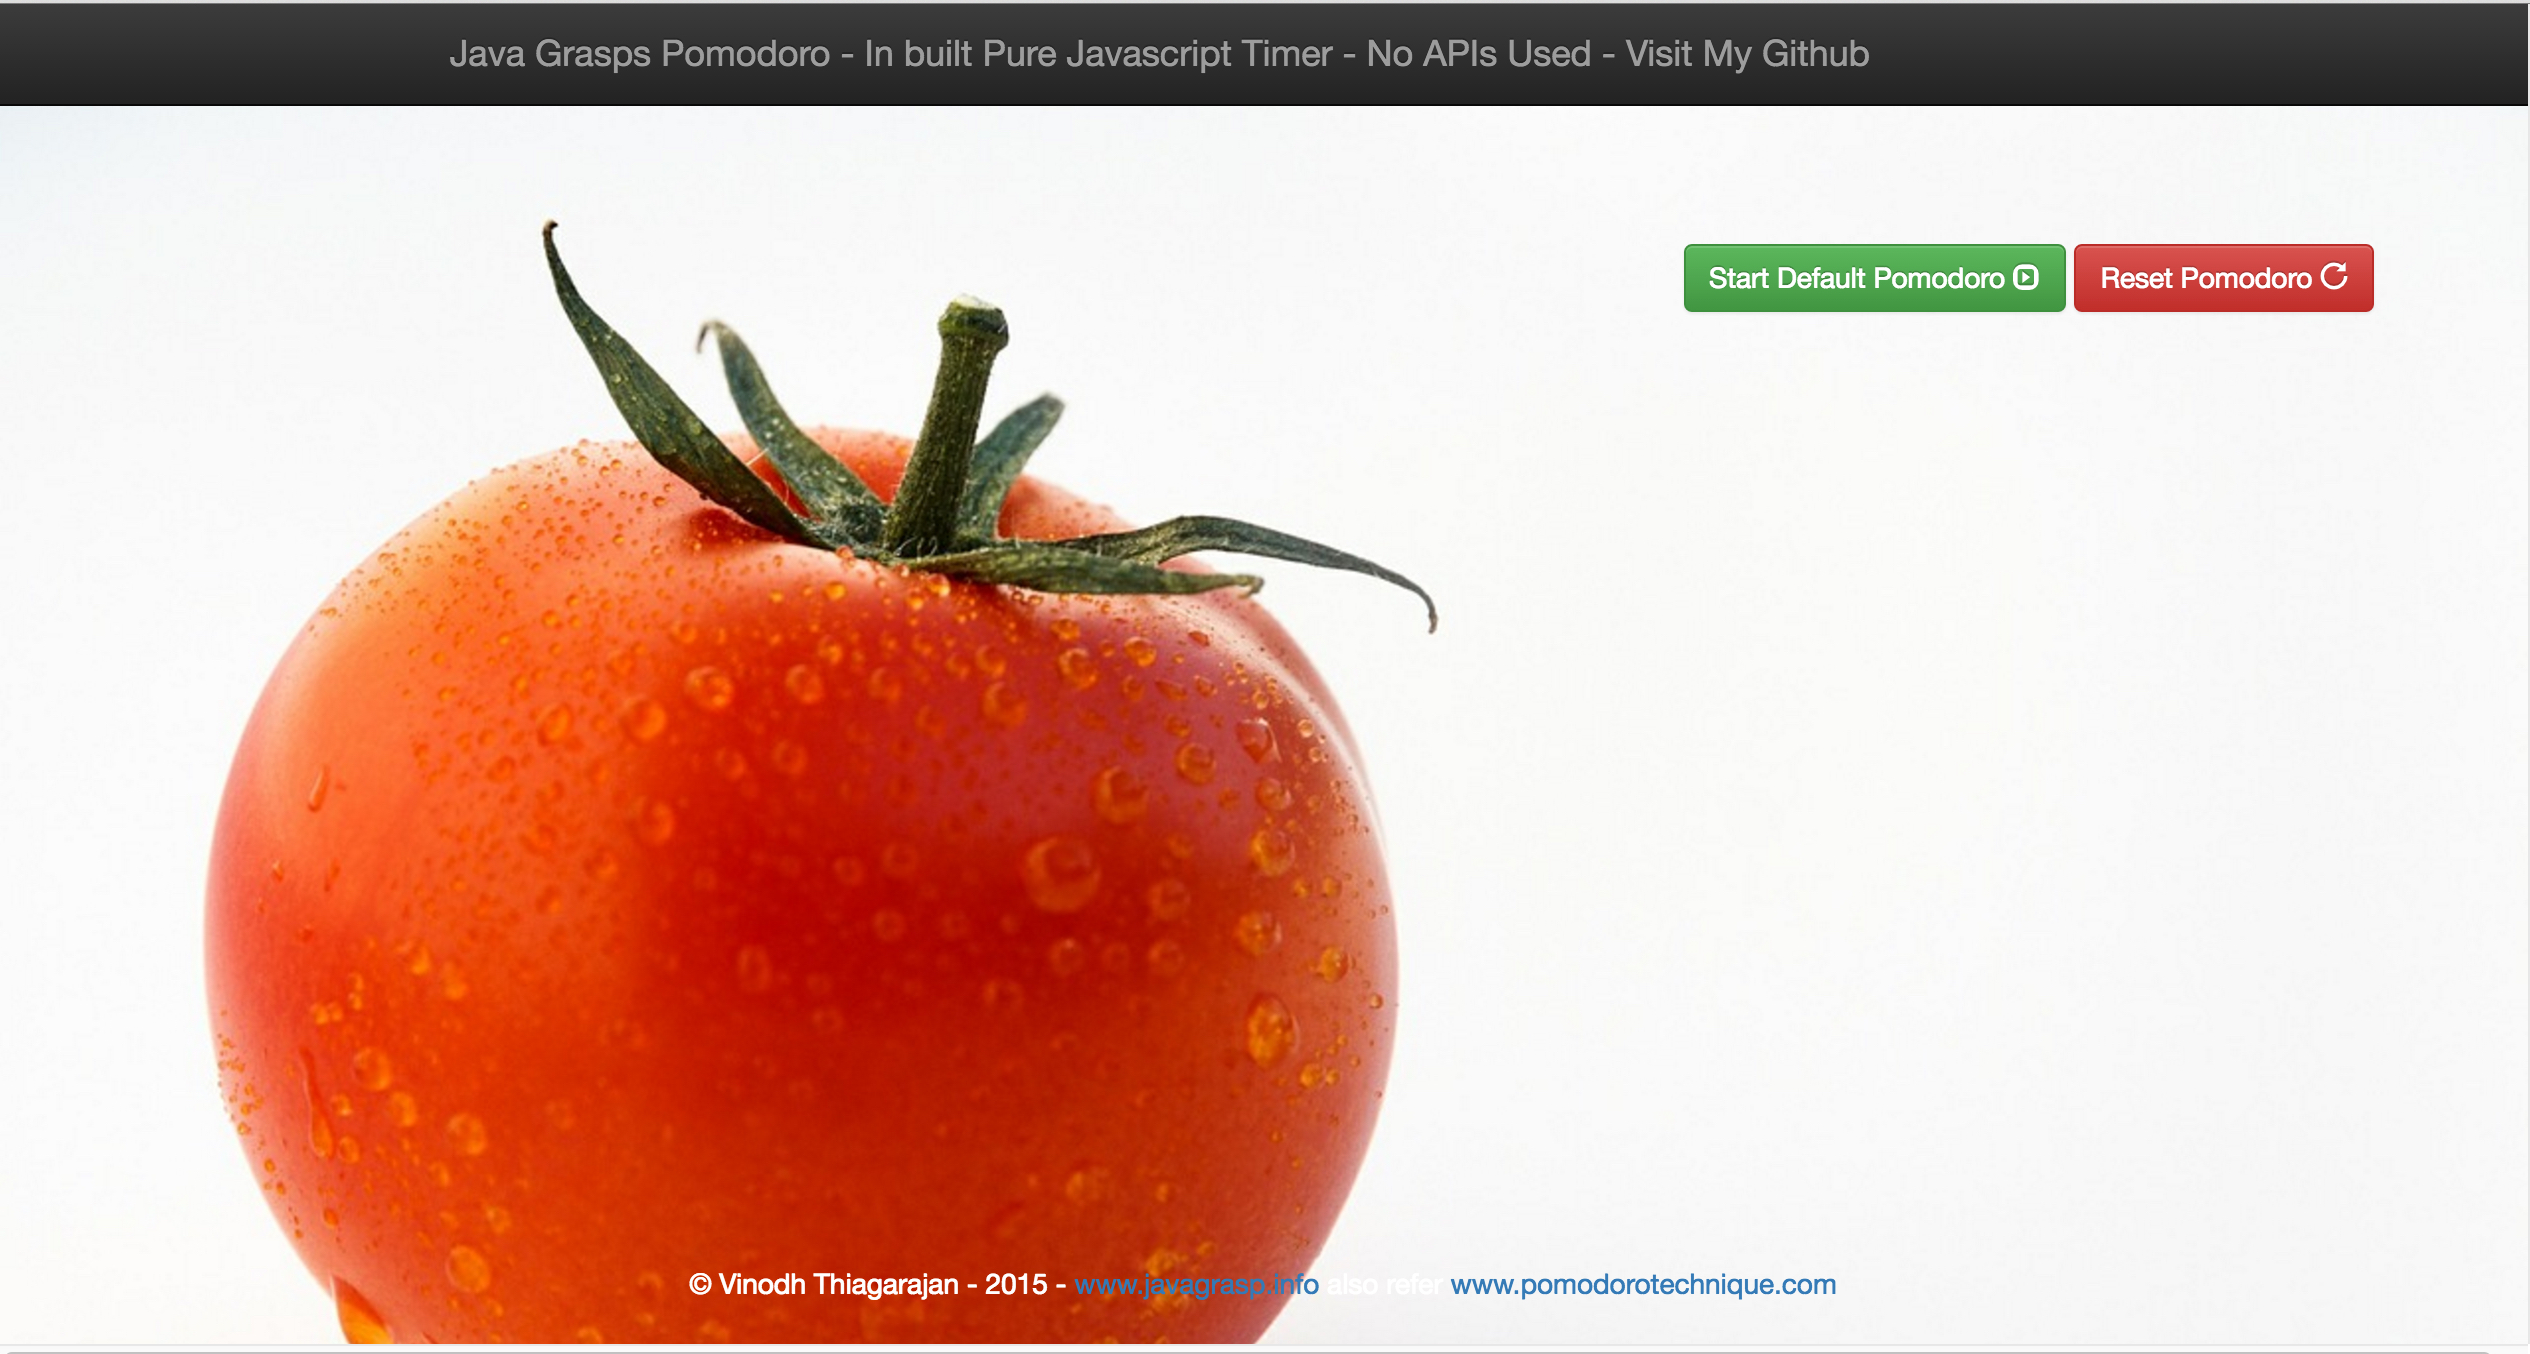 Java Grasps Pomodoro - In built Pure Javascript Timer - No APIs Used - Visit My Github
Start Default Pomodoro Reset Pomodoro
© Vinodh Thiagarajan - 2015 - www.javagrasp.info also refer www.pomodorotechnique.com